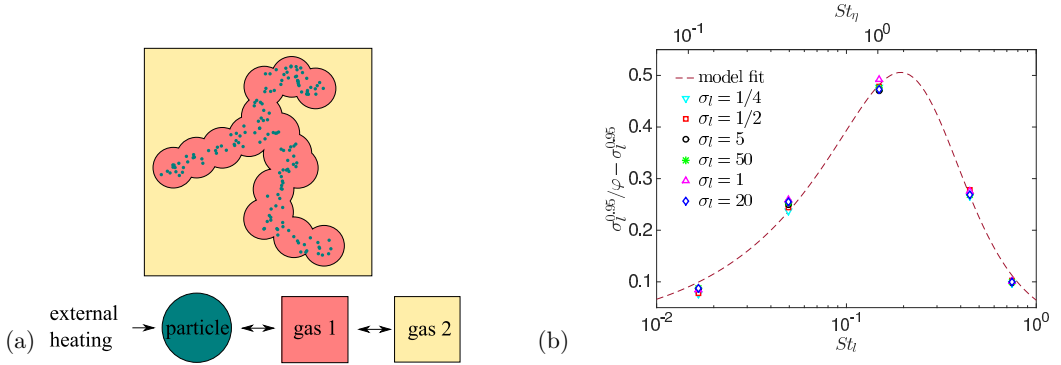 external
heating
particle
gas 1
gas 2
(a)
St_η
10^-1
10^0
0.5
0.4
0.3
0.2
0.1
σ_l^0.95/φ − σ_l^0.95
model fit
σ_l = 1/4
σ_l = 1/2
σ_l = 5
σ_l = 50
σ_l = 1
σ_l = 20
10^-2
10^-1
10^0
St_l
(b)